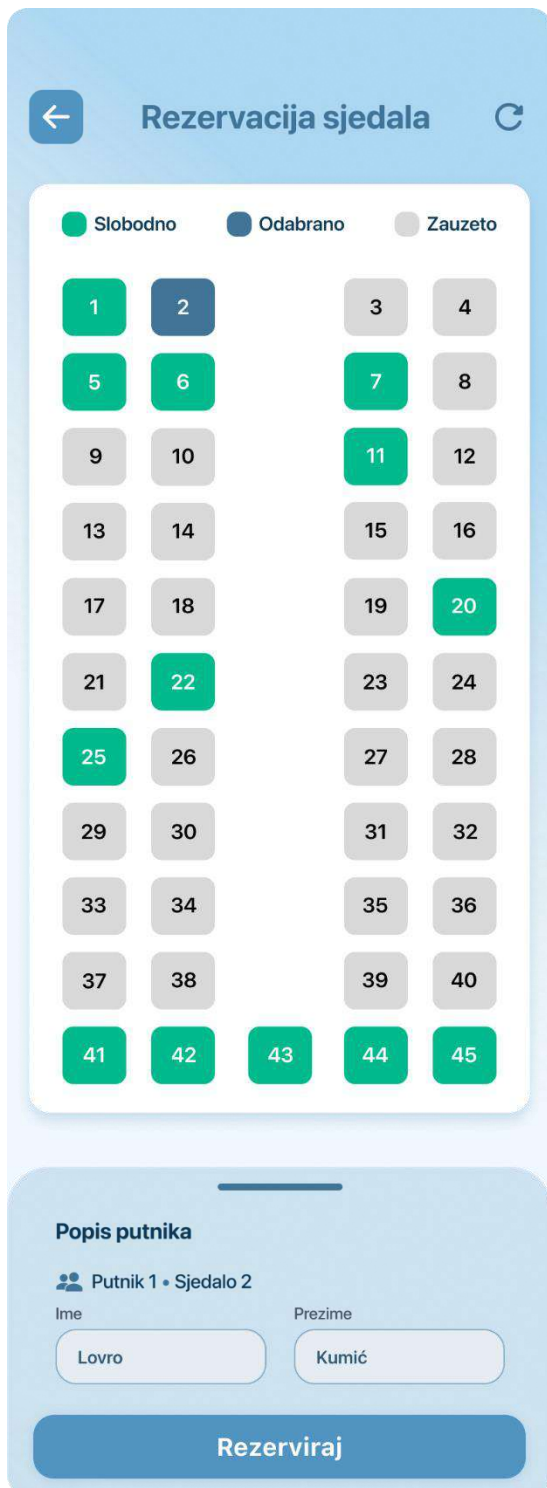 Rezervacija sjedala
Slobodno Odabrano Zauzeto
1 2 3 4
5 6 7 8
9 10 11 12
13 14 15 16
17 18 19 20
21 22 23 24
25 26 27 28
29 30 31 32
33 34 35 36
37 38 39 40
41 42 43 44 45
Popis putnika
Putnik 1 • Sjedalo 2
Ime Prezime
Lovro Kumić
Rezerviraj